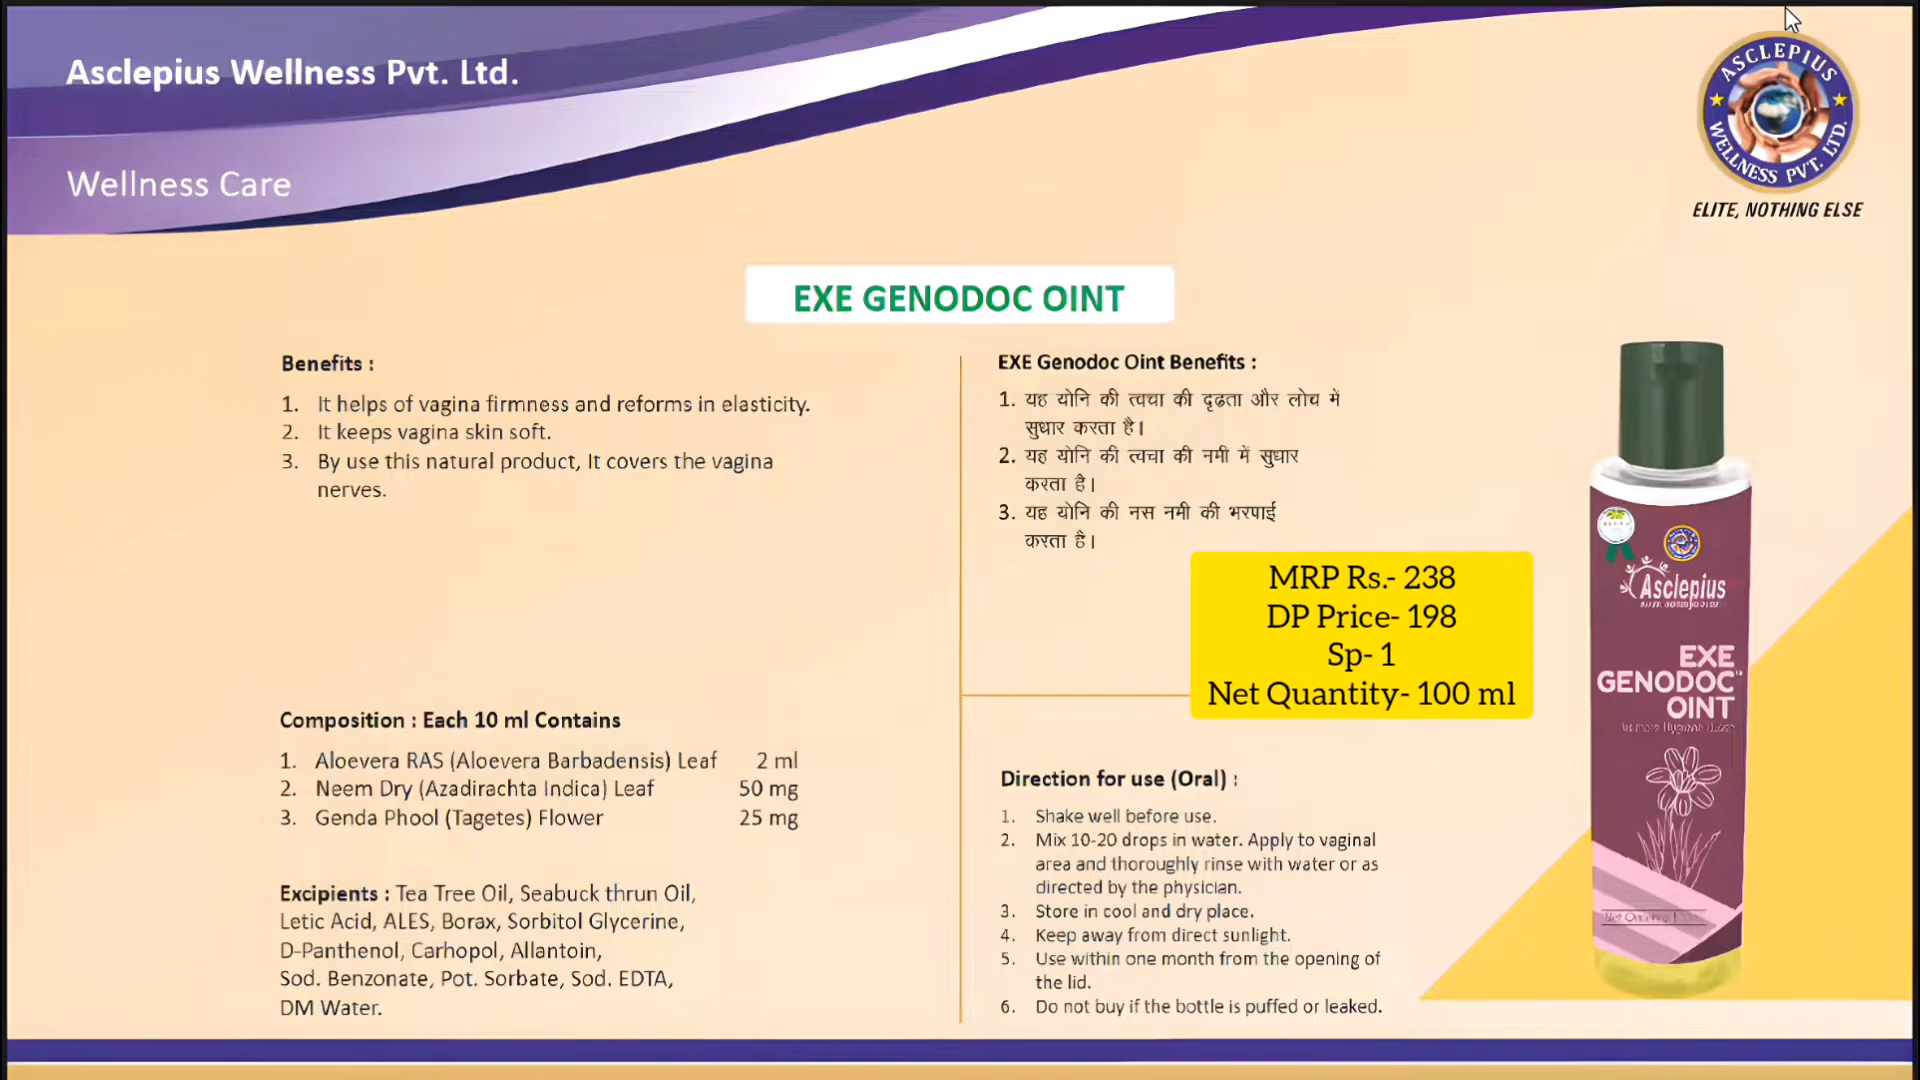 Asclepius Wellness Pvt. Ltd.
Wellness Care
ASCLEPIUS
WELLNESS PVT. LTD.
ELITE, NOTHING ELSE
EXE GENODOC OINT
Benefits :
1. It helps of vagina firmness and reforms in elasticity.
2. It keeps vagina skin soft.
3. By use this natural product, It covers the vagina
nerves.
Composition : Each 10 ml Contains
1. Aloevera RAS (Aloevera Barbadensis) Leaf 2 ml
2. Neem Dry (Azadirachta Indica) Leaf 50 mg
3. Genda Phool (Tagetes) Flower 25 mg
Excipients : Tea Tree Oil, Seabuck thrun Oil,
Letic Acid, ALES, Borax, Sorbitol Glycerine,
D-Panthenol, Carhopol, Allantoin,
Sod. Benzonate, Pot. Sorbate, Sod. EDTA,
DM Water.
EXE Genodoc Oint Benefits :
1. यह योनि की त्वचा की दृढता और लोच में
सुधार करता है।
2. यह योनि की त्वचा की नमी में सुधार
करता है।
3. यह योनि की नस नमी की भरपाई
करता है।
MRP Rs.- 238
DP Price- 198
Sp- 1
Net Quantity- 100 ml
Direction for use (Oral) :
1. Shake well before use.
2. Mix 10-20 drops in water. Apply to vaginal
area and thoroughly rinse with water or as
directed by the physician.
3. Store in cool and dry place.
4. Keep away from direct sunlight.
5. Use within one month from the opening of
the lid.
6. Do not buy if the bottle is puffed or leaked.
Asclepius
EXE
GENODOC™
OINT